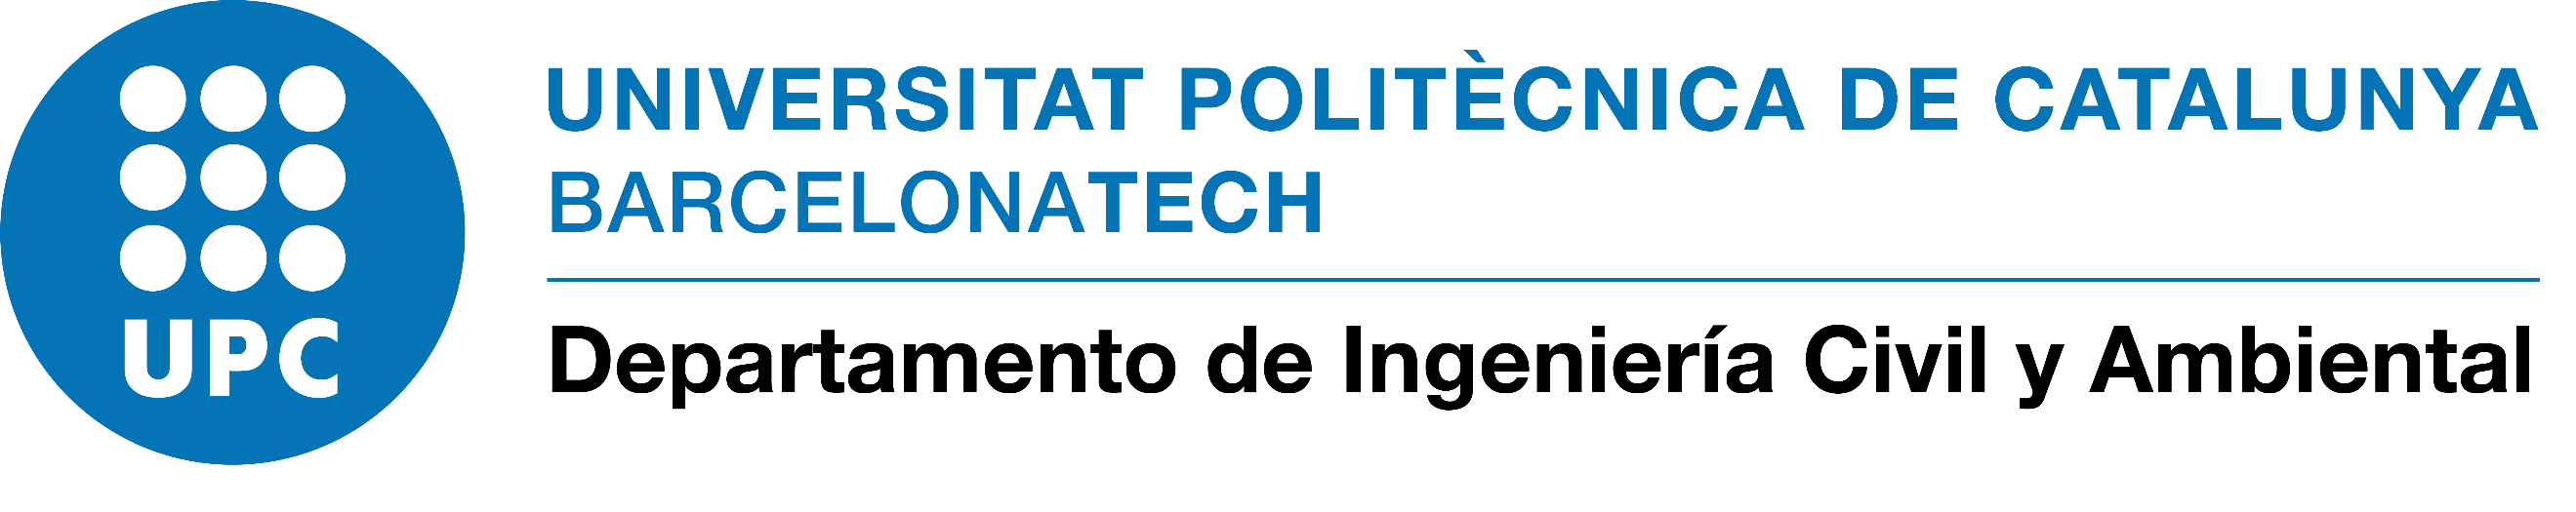 UPC
UNIVERSITAT POLITÈCNICA DE CATALUNYA
BARCELONATECH
Departamento de Ingeniería Civil y Ambiental